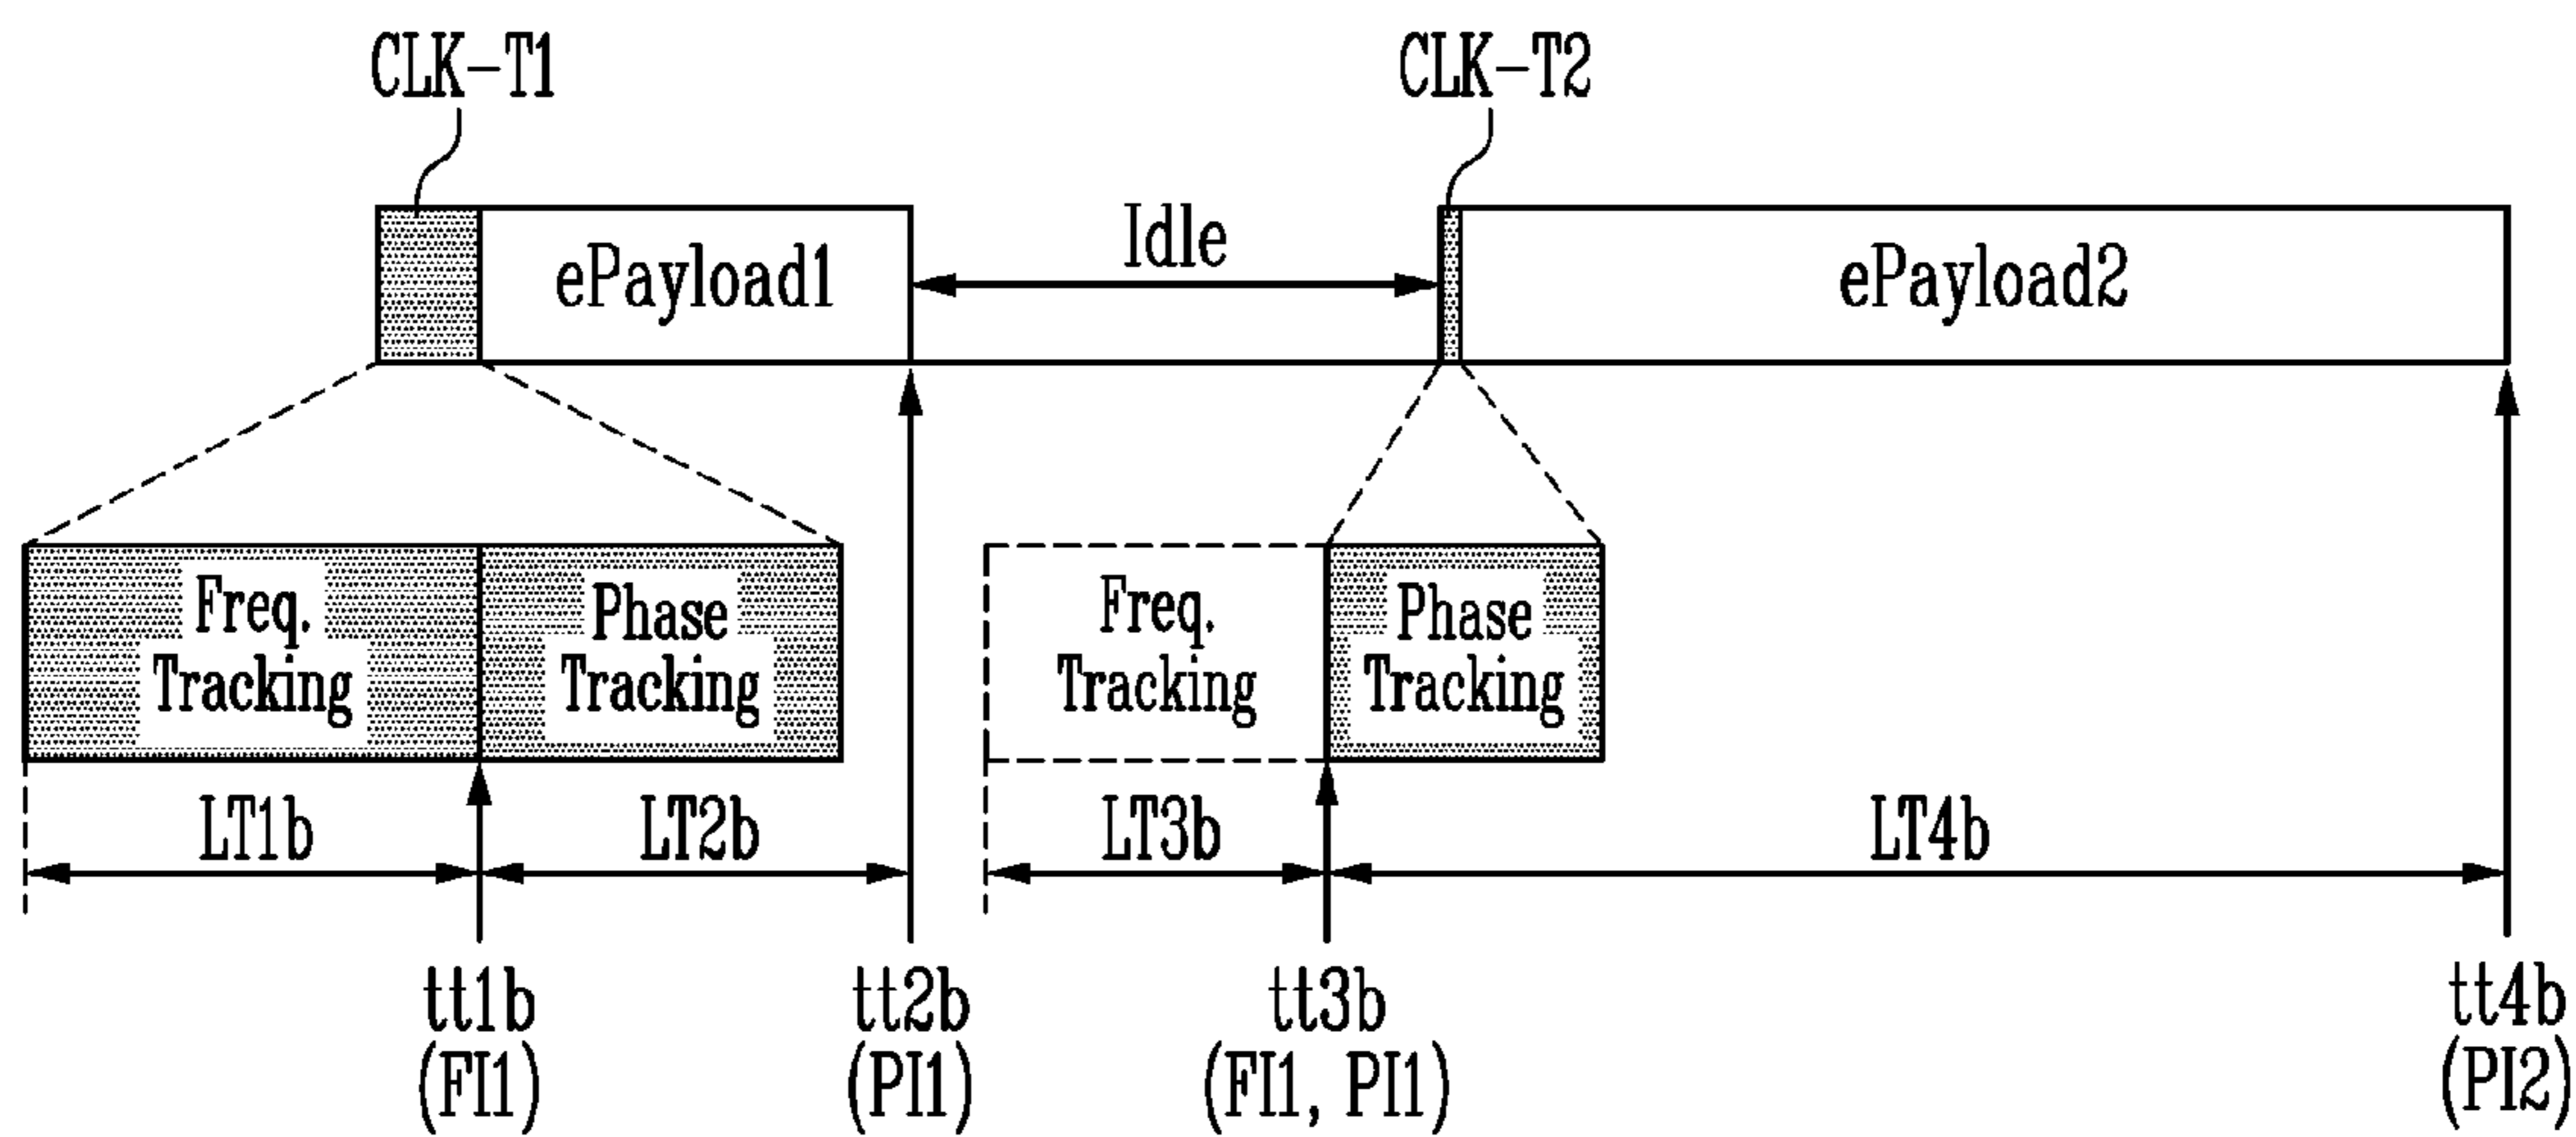 CLK-T1
CLK-T2
ePayload1
Idle
ePayload2
Freq.
Tracking
Phase
Tracking
Freq.
Tracking
Phase
Tracking
LT1b
LT2b
LT3b
LT4b
tt1b
(FI1)
tt2b
(PI1)
tt3b
(FI1, PI1)
tt4b
(PI2)